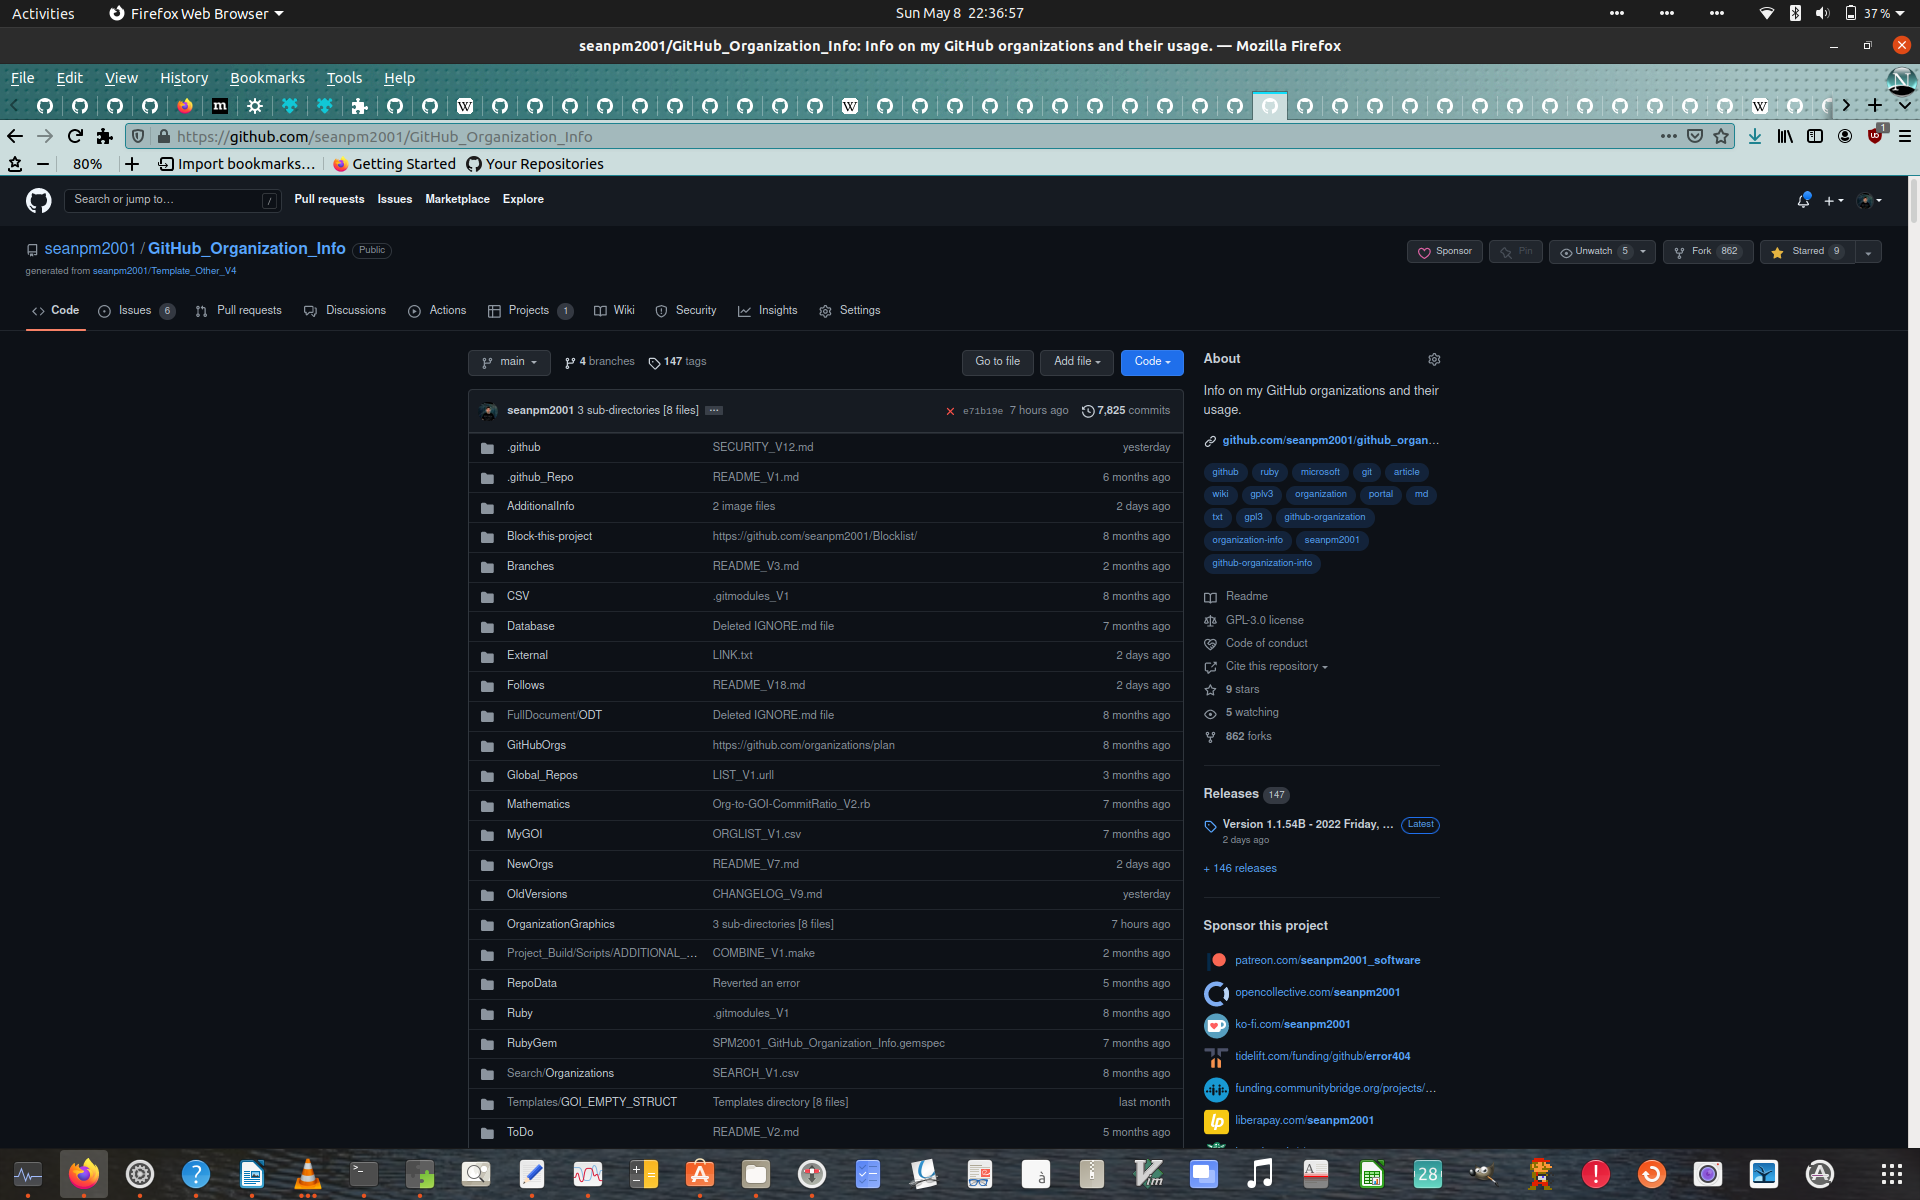 Activities Firefox Web Browser Sun May 8 22:36:57 37 %
seanpm2001/GitHub_Organization_Info: Info on my GitHub organizations and their usage. — Mozilla Firefox
File Edit View History Bookmarks Tools Help
https://github.com/seanpm2001/GitHub_Organization_Info 1
80% Import bookmarks... Getting Started Your Repositories
Search or jump to... / Pull requests Issues Marketplace Explore
seanpm2001 / GitHub_Organization_Info Public Sponsor Pin Unwatch 5 Fork 862 Starred 9
generated from seanpm2001/Template_Other_V4
Code Issues 6 Pull requests Discussions Actions Projects 1 Wiki Security Insights Settings
main 4 branches 147 tags Go to file Add file Code
seanpm2001 3 sub-directories [8 files] ... e71b19e 7 hours ago 7,825 commits
.github SECURITY_V12.md yesterday
.github_Repo README_V1.md 6 months ago
AdditionalInfo 2 image files 2 days ago
Block-this-project https://github.com/seanpm2001/Blocklist/ 8 months ago
Branches README_V3.md 2 months ago
CSV .gitmodules_V1 8 months ago
Database Deleted IGNORE.md file 7 months ago
External LINK.txt 2 days ago
Follows README_V18.md 2 days ago
FullDocument/ODT Deleted IGNORE.md file 8 months ago
GitHubOrgs https://github.com/organizations/plan 8 months ago
Global_Repos LIST_V1.urll 3 months ago
Mathematics Org-to-GOI-CommitRatio_V2.rb 7 months ago
MyGOI ORGLIST_V1.csv 7 months ago
NewOrgs README_V7.md 2 days ago
OldVersions CHANGELOG_V9.md yesterday
OrganizationGraphics 3 sub-directories [8 files] 7 hours ago
Project_Build/Scripts/ADDITIONAL_... COMBINE_V1.make 2 months ago
RepoData Reverted an error 5 months ago
Ruby .gitmodules_V1 8 months ago
RubyGem SPM2001_GitHub_Organization_Info.gemspec 7 months ago
Search/Organizations SEARCH_V1.csv 8 months ago
Templates/GOI_EMPTY_STRUCT Templates directory [8 files] last month
ToDo README_V2.md 5 months ago
About
Info on my GitHub organizations and their
usage.
github.com/seanpm2001/github_organ...
github ruby microsoft git article
wiki gplv3 organization portal md
txt gpl3 github-organization
organization-info seanpm2001
github-organization-info
Readme
GPL-3.0 license
Code of conduct
Cite this repository
9 stars
5 watching
862 forks
Releases 147
Version 1.1.54B - 2022 Friday, ... Latest
2 days ago
+ 146 releases
Sponsor this project
patreon.com/seanpm2001_software
opencollective.com/seanpm2001
ko-fi.com/seanpm2001
tidelift.com/funding/github/error404
funding.communitybridge.org/projects/...
lp liberapay.com/seanpm2001
Vim 28